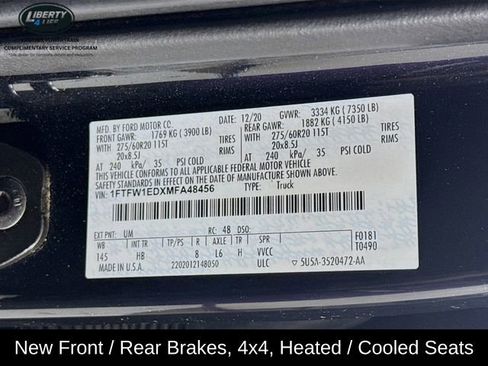 LIBERTY
4 LIFE
COMPLIMENTARY SERVICE PROGRAM
MFD. BY FORD MOTOR CO.
12/20
GVWR: 3334 KG (7350 LB)
FRONT GAWR: 1769 KG (3900 LB)
REAR GAWR: 1882 KG (4150 LB)
275/60R20 115T TIRES
275/60R20 115T TIRES
20x8.5J RIMS
20x8.5J RIMS
AT 240 kPa/ 35 PSI COLD
AT 240 kPa/ 35 PSI COLD
THIS VEHICLE CONFORMS TO ALL APPLICABLE FEDERAL MOTOR VEHICLE
SAFETY STANDARDS IN EFFECT ON THE DATE OF MANUFACTURE SHOWN ABOVE.
VIN: 1FTFW1EDXMFA48456
TYPE: Truck
EXT PNT: UM RC: 48 DSO:
WB INT TR TP/PS R AXLE TR SPR
145 HB 8 L6 H VVCC
F0181
T0490
MADE IN U.S.A. 2202012148050 ULC
5U5A-3520472-AA
New Front / Rear Brakes, 4x4, Heated / Cooled Seats